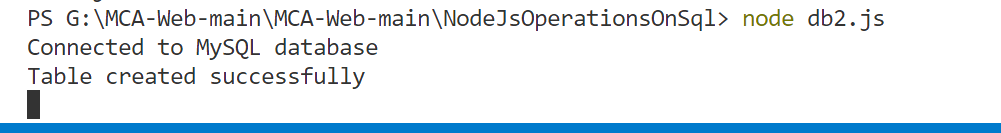 PS G:\MCA-Web-main\MCA-Web-main\NodeJsOperationsOnSql> node db2.js
Connected to MySQL database
Table created successfully